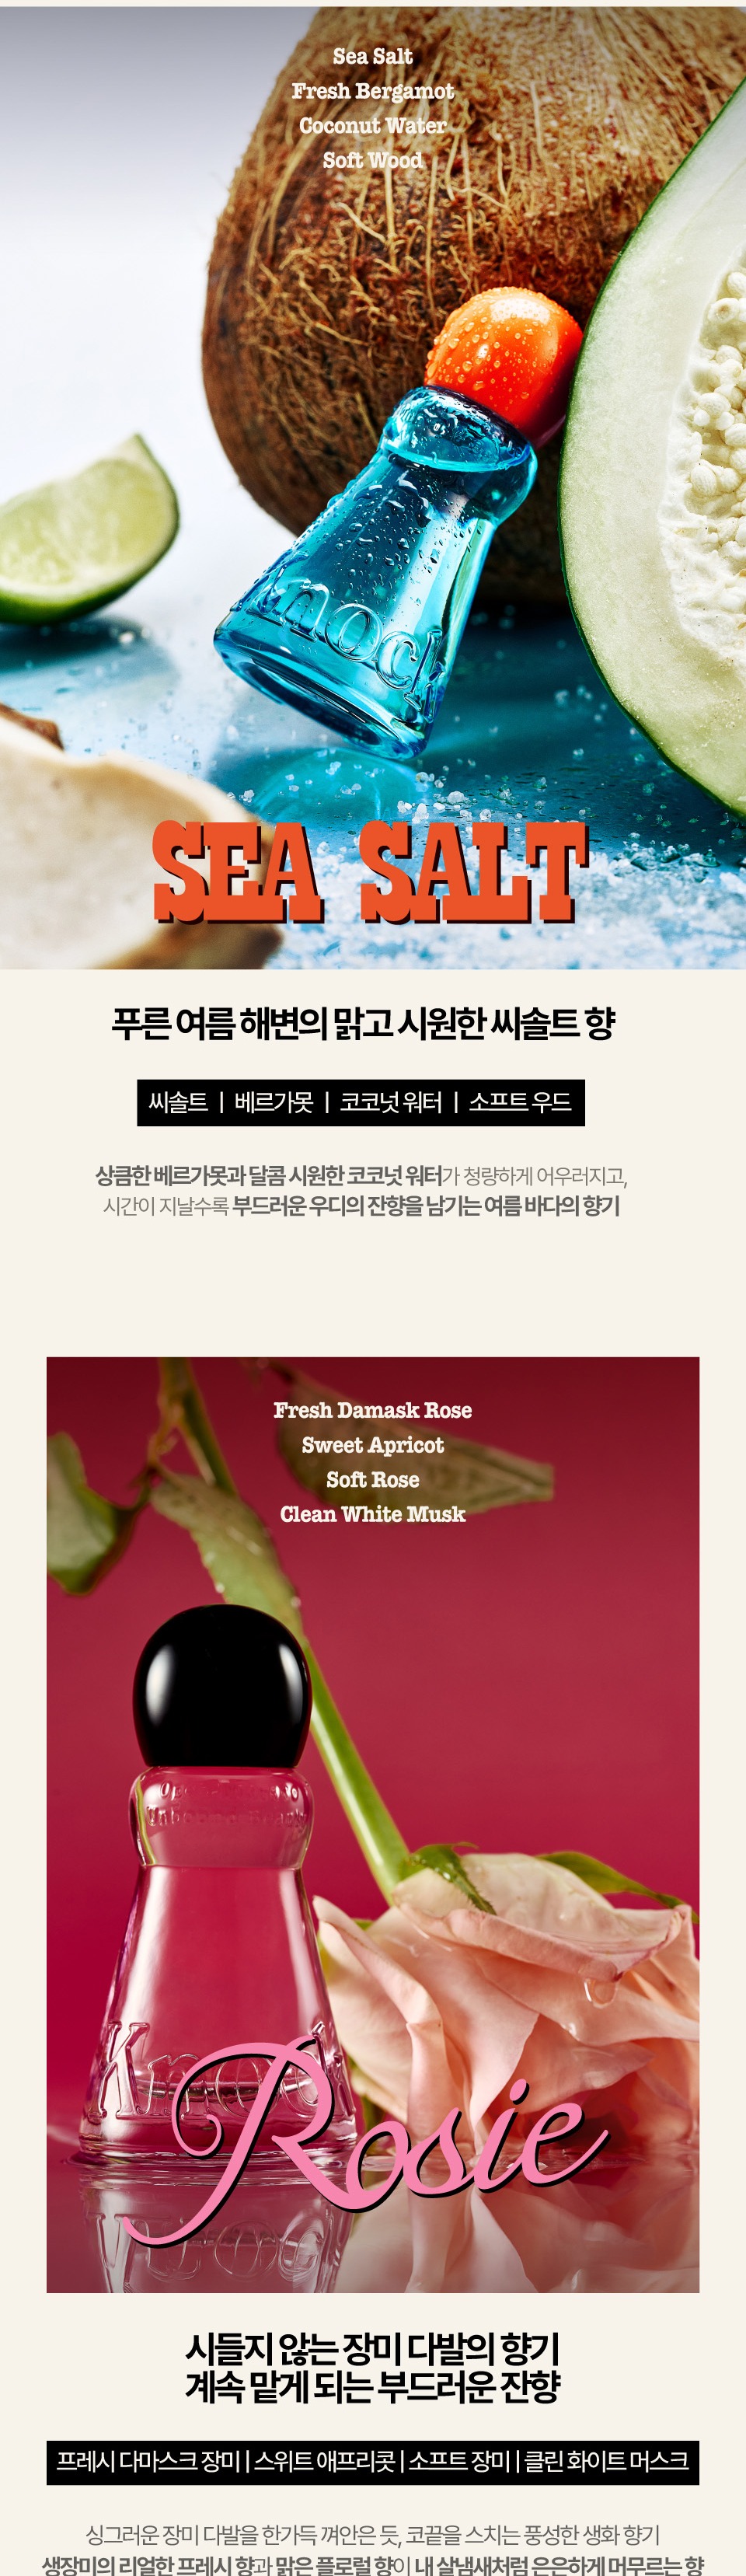 Sea Salt
Fresh Bergamot
Coconut Water
Soft Wood
knock
SEA SALT
푸른 여름 해변의 맑고 시원한 씨솔트 향
씨솔트 | 베르가못 | 코코넛 워터 | 소프트 우드
상큼한 베르가못과 달콤 시원한 코코넛 워터가 청량하게 어우러지고,
시간이 지날수록 부드러운 우디의 잔향을 남기는 여름 바다의 향기
Fresh Damask Rose
Sweet Apricot
Soft Rose
Clean White Musk
Rosie
시들지 않는 장미 다발의 향기
계속 맡게 되는 부드러운 잔향
프레시 다마스크 장미 | 스위트 애프리콧 | 소프트 장미 | 클린 화이트 머스크
싱그러운 장미 다발을 한가득 껴안은 듯, 코끝을 스치는 풍성한 생화 향기
생장미의 리얼한 프레시 향과 맑은 플로럴 향이 내 살냄새처럼 은은하게 머무르는 향